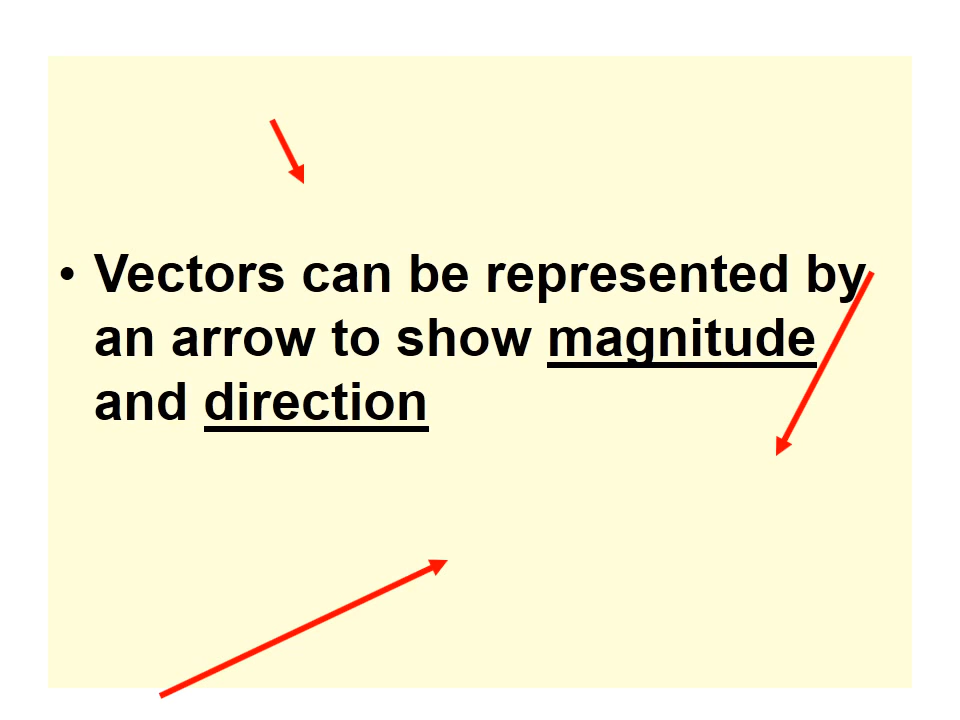 • Vectors can be represented by
an arrow to show magnitude
and direction